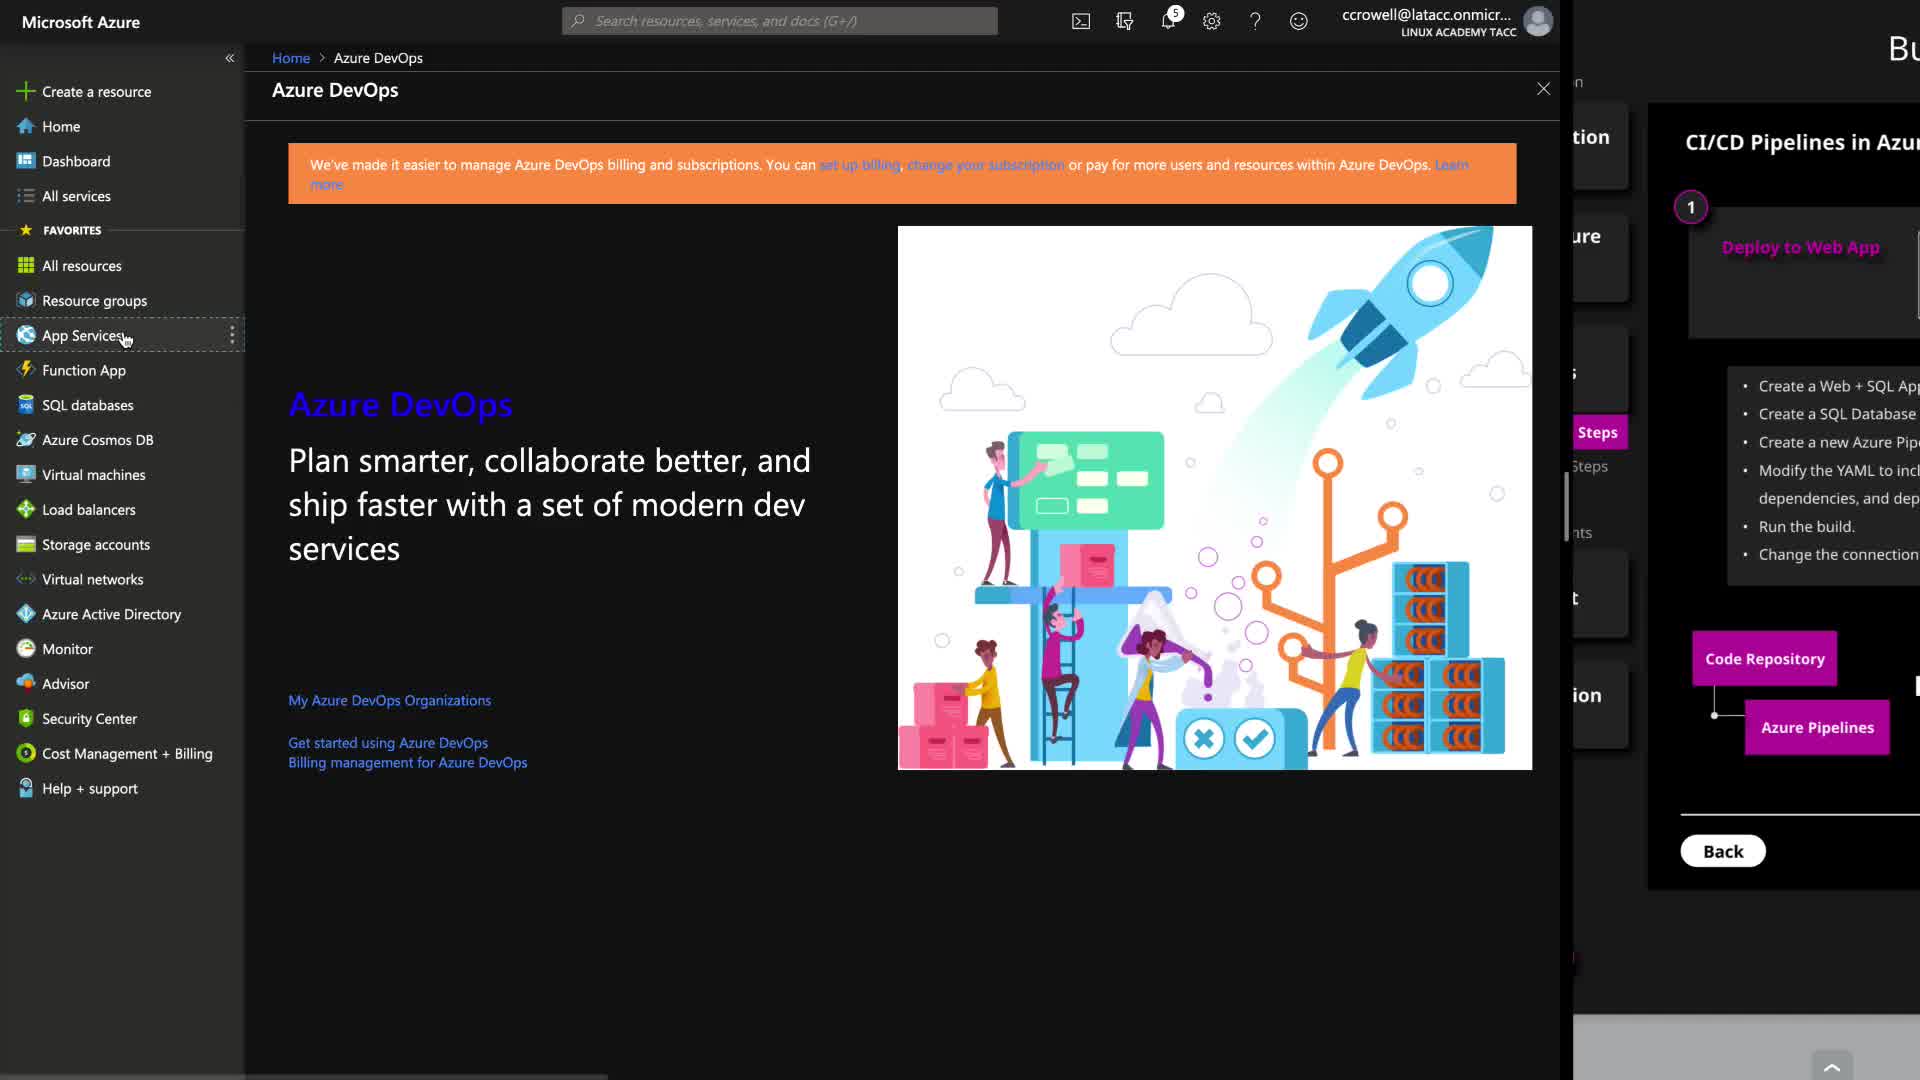 Microsoft Azure
Search resources, services, and docs (G+/)
5
ccrowell@latacc.onmicr...
LINUX ACADEMY TACC
«
Create a resource
Home
Dashboard
All services
FAVORITES
All resources
Resource groups
App Services
Function App
SQL databases
Azure Cosmos DB
Virtual machines
Load balancers
Storage accounts
Virtual networks
Azure Active Directory
Monitor
Advisor
Security Center
Cost Management + Billing
Help + support
Home > Azure DevOps
Azure DevOps
We've made it easier to manage Azure DevOps billing and subscriptions. You can set up billing, change your subscription or pay for more users and resources within Azure DevOps. Learn
more
Azure DevOps
Plan smarter, collaborate better, and
ship faster with a set of modern dev
services
My Azure DevOps Organizations
Get started using Azure DevOps
Billing management for Azure DevOps
Bu
n
tion
ure
s
Steps
Steps
nts
t
ion
CI/CD Pipelines in Azur
1
Deploy to Web App
• Create a Web + SQL App
• Create a SQL Database
• Create a new Azure Pipe
• Modify the YAML to incl
dependencies, and dep
• Run the build.
• Change the connection
Code Repository
Azure Pipelines
Back